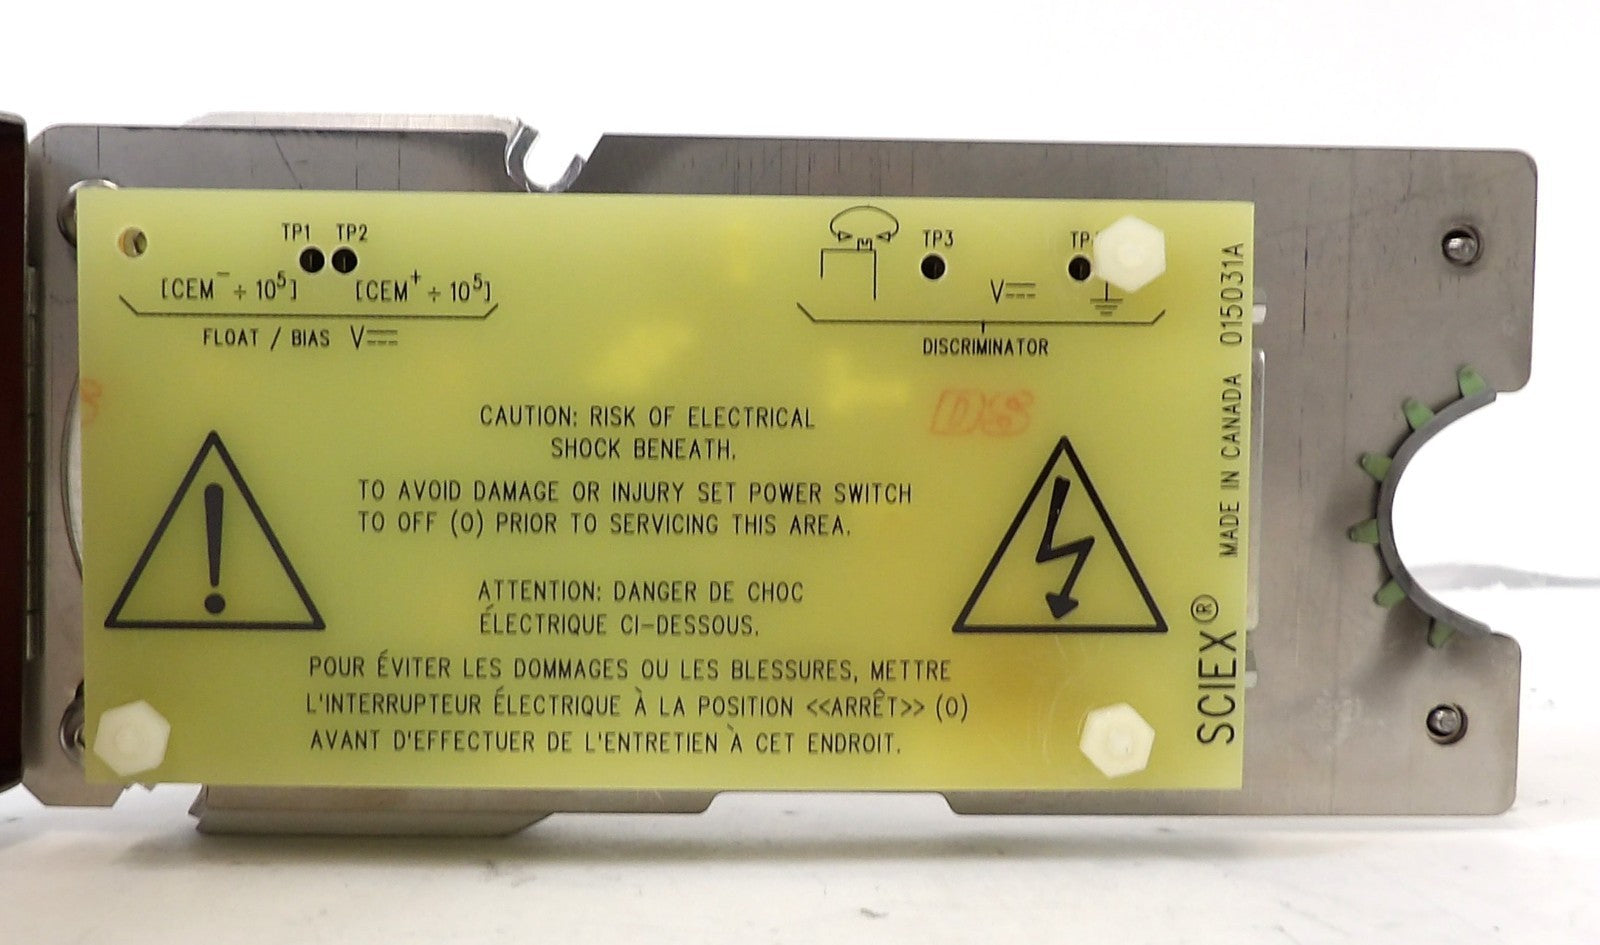 TP1 TP2
[CEM⁻ ÷ 10⁵] [CEM⁺ ÷ 10⁵]
FLOAT / BIAS V⎓
TP3
V⎓
DISCRIMINATOR
CAUTION: RISK OF ELECTRICAL
SHOCK BENEATH.
TO AVOID DAMAGE OR INJURY SET POWER SWITCH
TO OFF (O) PRIOR TO SERVICING THIS AREA.
ATTENTION: DANGER DE CHOC
ÉLECTRIQUE CI-DESSOUS.
POUR ÉVITER LES DOMMAGES OU LES BLESSURES, METTRE
L'INTERRUPTEUR ÉLECTRIQUE À LA POSITION <<ARRÊT>> (O)
AVANT D'EFFECTUER DE L'ENTRETIEN À CET ENDROIT.
DS
SCIEX®
MADE IN CANADA 015031A